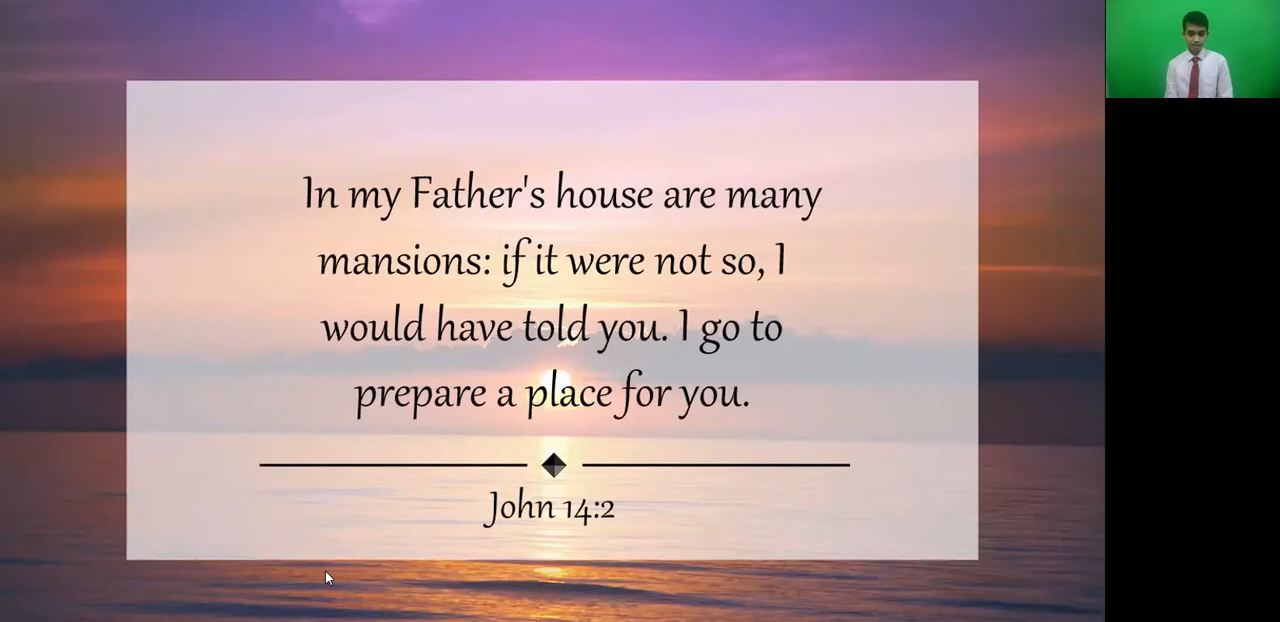 In my Father's house are many
mansions: if it were not so, I
would have told you. I go to
prepare a place for you.
John 14:2